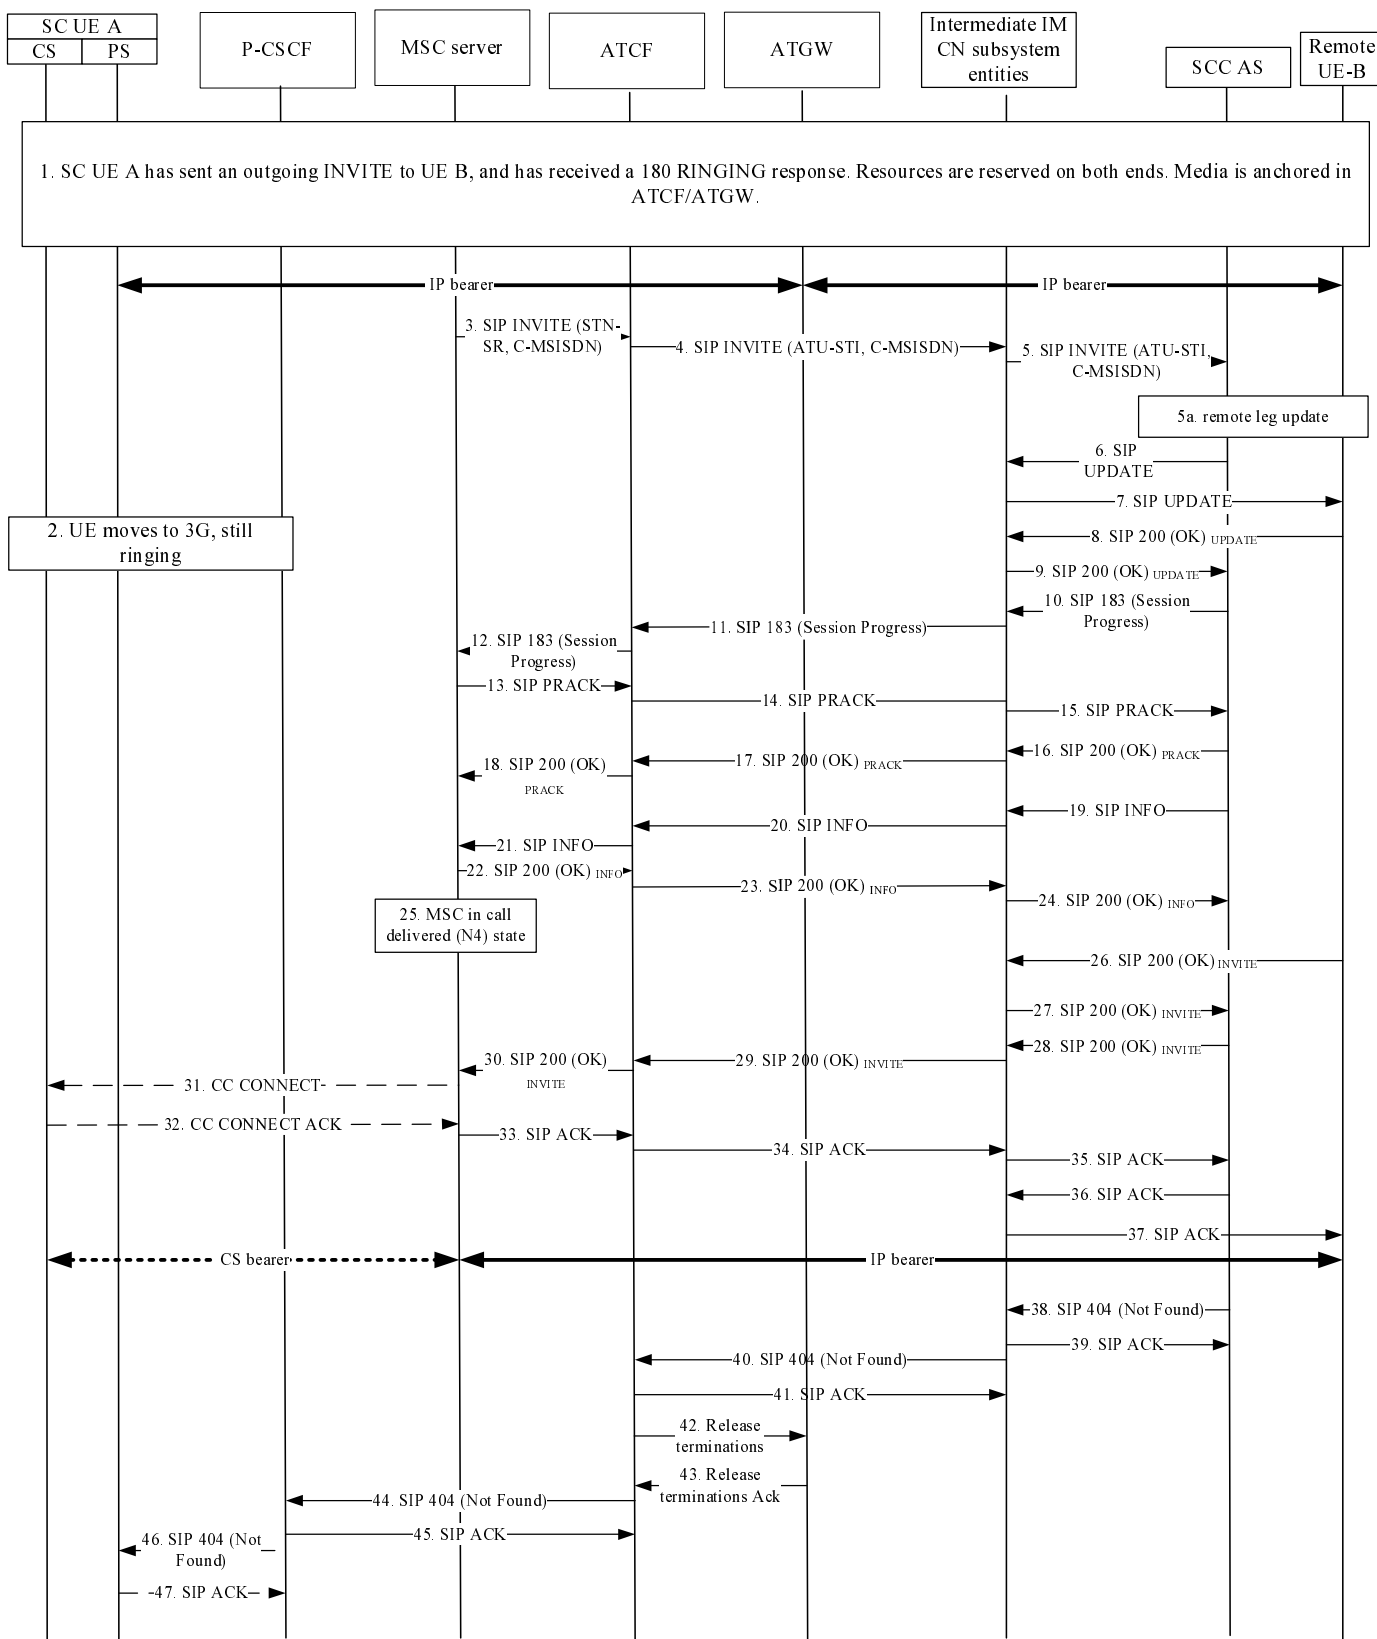 SC UE A
CS
PS
P-CSCF
MSC server
ATCF
ATGW
Intermediate IM
CN subsystem
entities
SCC AS
Remote
UE-B
1. SC UE A has sent an outgoing INVITE to UE B, and has received a 180 RINGING response. Resources are reserved on both ends. Media is anchored in
ATCF/ATGW.
IP bearer
IP bearer
3. SIP INVITE (STN-
SR, C-MSISDN)
4. SIP INVITE (ATU-STI, C-MSISDN)
5. SIP INVITE (ATU-STI,
C-MSISDN)
5a. remote leg update
6. SIP
UPDATE
7. SIP UPDATE
2. UE moves to 3G, still
ringing
8. SIP 200 (OK) UPDATE
9. SIP 200 (OK) UPDATE
10. SIP 183 (Session
Progress)
11. SIP 183 (Session Progress)
12. SIP 183 (Session
Progress)
13. SIP PRACK
14. SIP PRACK
15. SIP PRACK
16. SIP 200 (OK) PRACK
17. SIP 200 (OK) PRACK
18. SIP 200 (OK)
PRACK
19. SIP INFO
20. SIP INFO
21. SIP INFO
22. SIP 200 (OK) INFO
23. SIP 200 (OK) INFO
24. SIP 200 (OK) INFO
25. MSC in call
delivered (N4) state
26. SIP 200 (OK) INVITE
27. SIP 200 (OK) INVITE
28. SIP 200 (OK) INVITE
29. SIP 200 (OK) INVITE
30. SIP 200 (OK)
INVITE
31. CC CONNECT
32. CC CONNECT ACK
33. SIP ACK
34. SIP ACK
35. SIP ACK
36. SIP ACK
37. SIP ACK
CS bearer
IP bearer
38. SIP 404 (Not Found)
39. SIP ACK
40. SIP 404 (Not Found)
41. SIP ACK
42. Release
terminations
43. Release
terminations Ack
44. SIP 404 (Not Found)
45. SIP ACK
46. SIP 404 (Not
Found)
47. SIP ACK